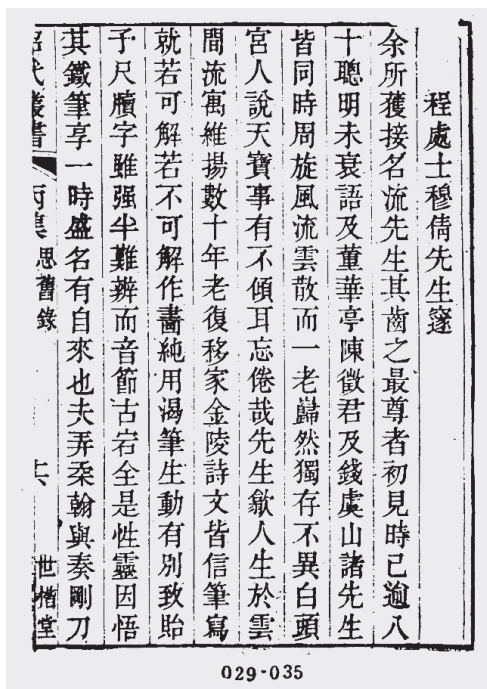 程處士穆倩先生邃
余所獲接名流先生其齒之最尊者初見時已逾八
十聰明未衰語及董華亭陳徵君及錢虞山諸先生
皆同時周旋風流雲散而一老巋然獨存不異白頭
宮人說天寶事有不傾耳忘倦哉先生歙人生於雲
間流寓維揚數十年老復移家金陵詩文皆信筆寫
就若可解若不可解作畫純用渴筆生動有別致貽
予尺牘字雖强半難辨而音節古宕全是性靈因悟
其鐵筆享一時盛名有自來也夫弄柔翰與奏剛刀
昭代叢書 丙集 思舊錄 世楷堂
029-035